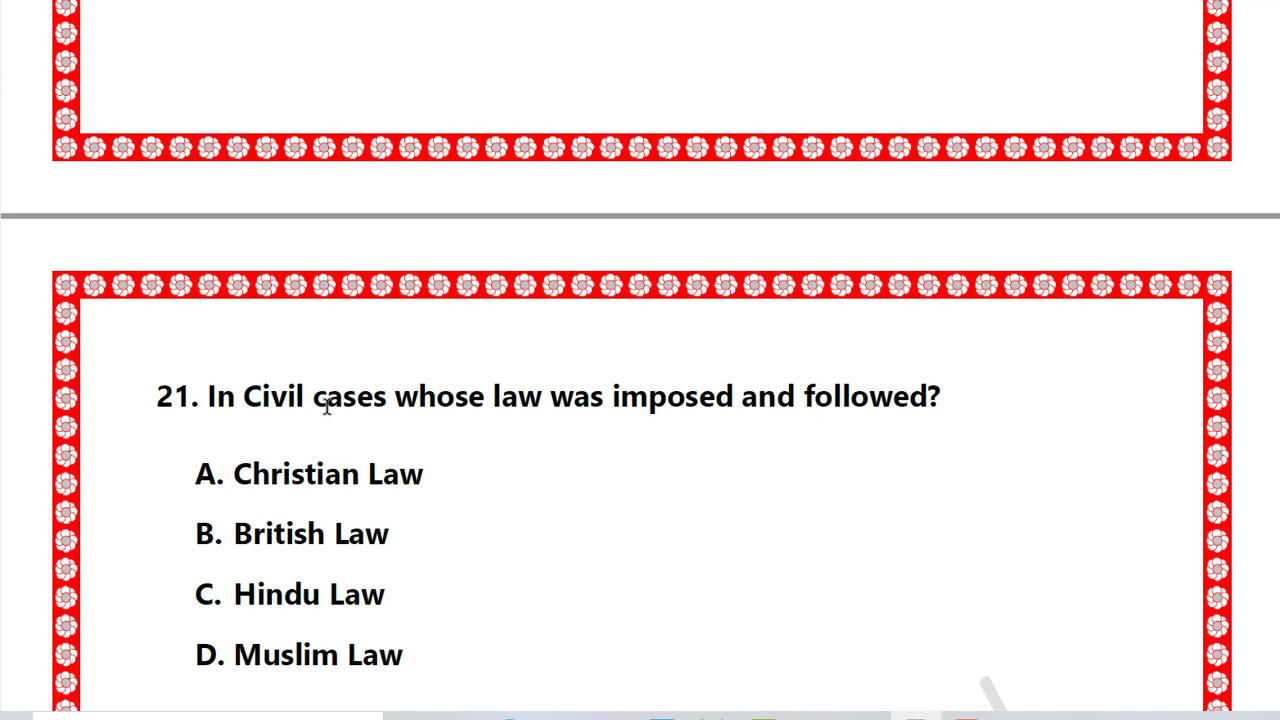 21. In Civil cases whose law was imposed and followed?
A. Christian Law
B. British Law
C. Hindu Law
D. Muslim Law